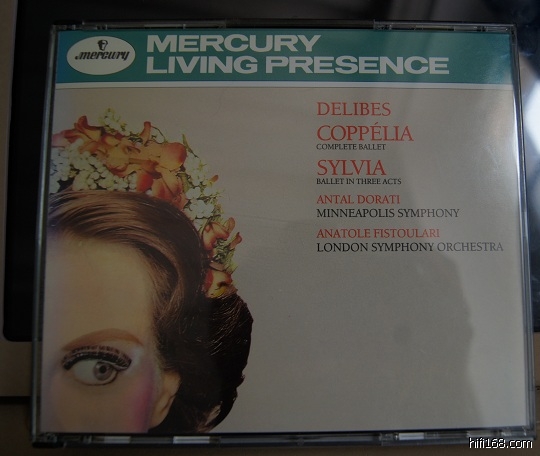 mercury
MERCURY
LIVING PRESENCE
DELIBES
COPPÉLIA
COMPLETE BALLET
SYLVIA
BALLET IN THREE ACTS
ANTAL DORATI
MINNEAPOLIS SYMPHONY
ANATOLE FISTOULARI
LONDON SYMPHONY ORCHESTRA
hifi168.com